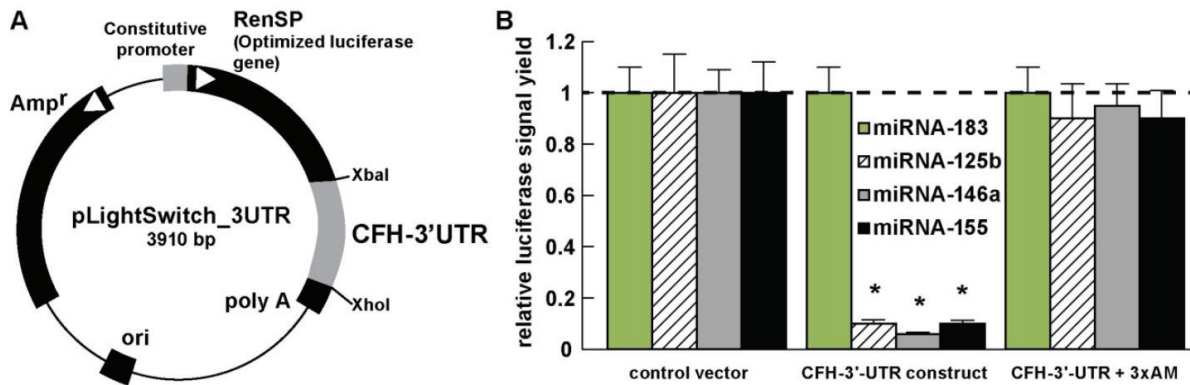 A
Constitutive
promoter
RenSP
(Optimized luciferase
gene)
Ampr
XbaI
pLightSwitch_3UTR
3910 bp
CFH-3'UTR
poly A
XhoI
ori
B
relative luciferase signal yield
1.2
1
0.8
0.6
0.4
0.2
0
miRNA-183
miRNA-125b
miRNA-146a
miRNA-155
* * *
control vector
CFH-3'-UTR construct
CFH-3'-UTR + 3xAM